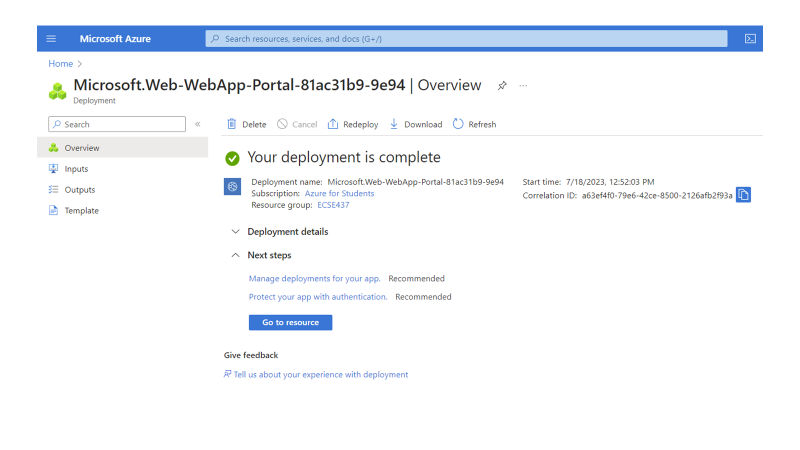 Microsoft Azure
Search resources, services, and docs (G+/)
Home >
Microsoft.Web-WebApp-Portal-81ac31b9-9e94 | Overview ...
Deployment
Search «
Delete Cancel Redeploy Download Refresh
Overview
Inputs
Outputs
Template
Your deployment is complete
Deployment name: Microsoft.Web-WebApp-Portal-81ac31b9-9e94
Subscription: Azure for Students
Resource group: ECSE437
Start time: 7/18/2023, 12:52:03 PM
Correlation ID: a63ef4f0-79e6-42ce-8500-2126afb2f93a
Deployment details
Next steps
Manage deployments for your app. Recommended
Protect your app with authentication. Recommended
Go to resource
Give feedback
Tell us about your experience with deployment